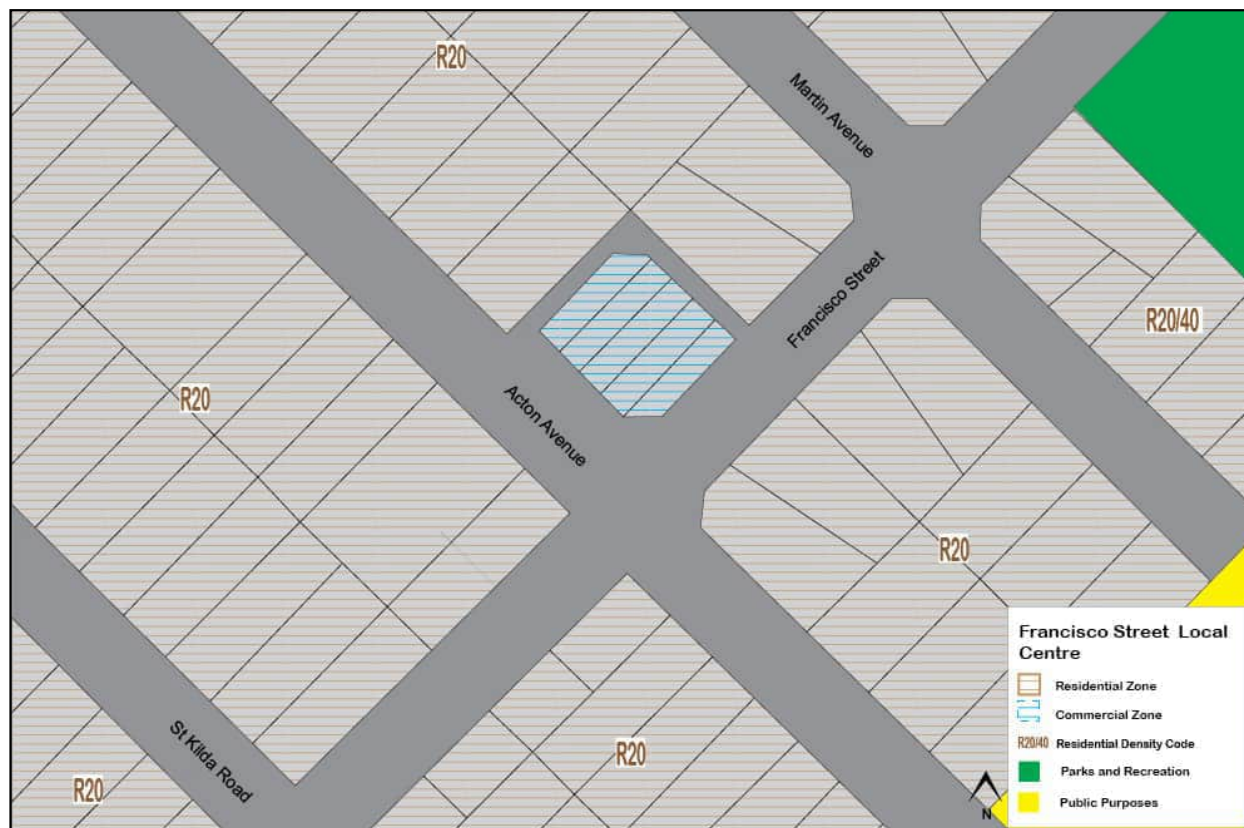 R20
Martin Avenue
Francisco Street
R20/40
R20
Acton Avenue
R20
R20
St Kilda Road
R20
Francisco Street Local
Centre
Residential Zone
Commercial Zone
R20/40 Residential Density Code
Parks and Recreation
Public Purposes
N